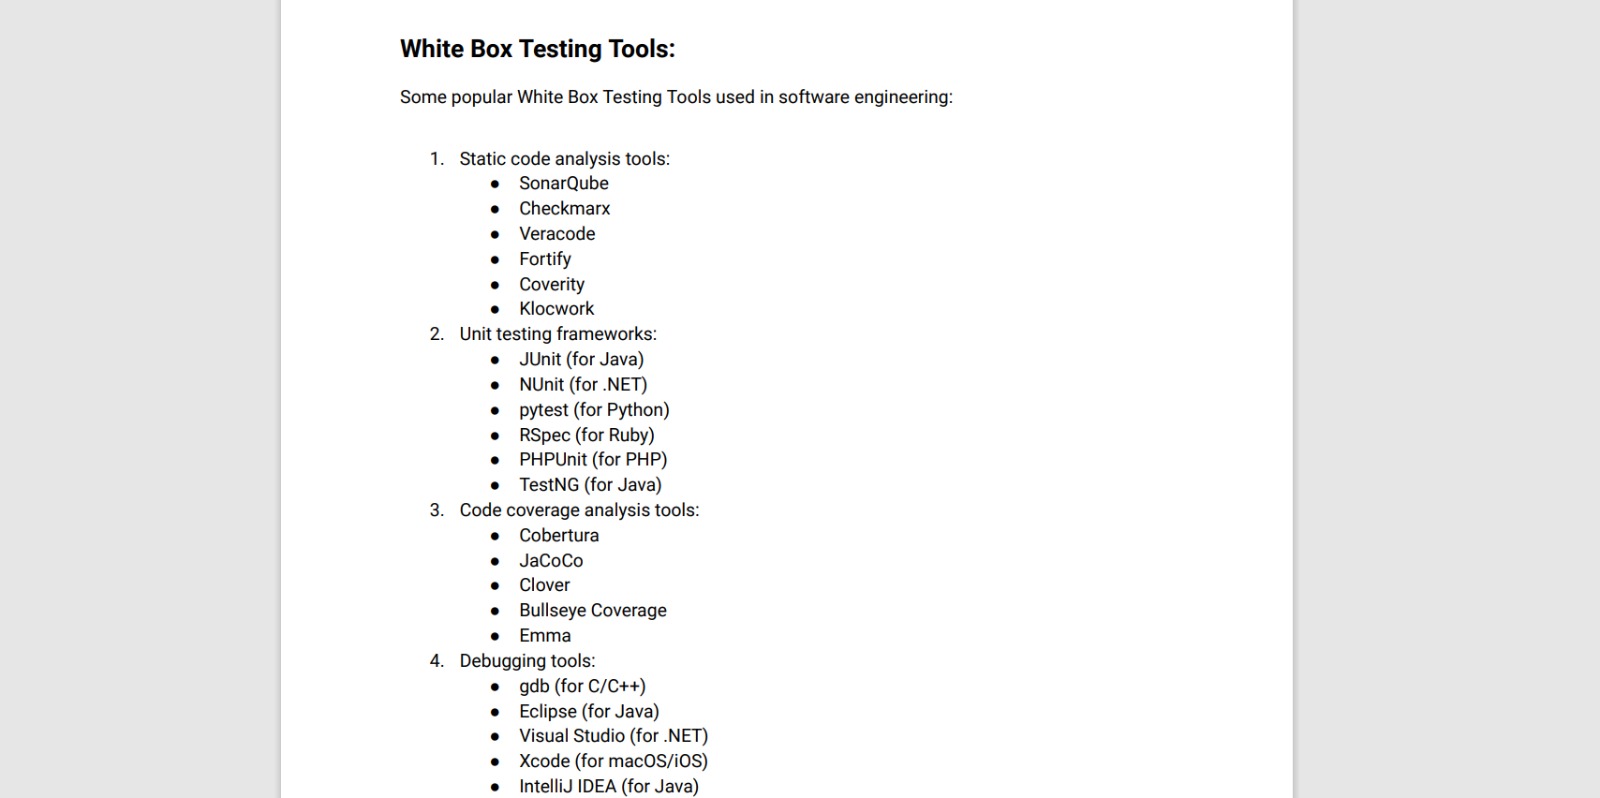 White Box Testing Tools:
Some popular White Box Testing Tools used in software engineering:
1. Static code analysis tools:
● SonarQube
● Checkmarx
● Veracode
● Fortify
● Coverity
● Klocwork
2. Unit testing frameworks:
● JUnit (for Java)
● NUnit (for .NET)
● pytest (for Python)
● RSpec (for Ruby)
● PHPUnit (for PHP)
● TestNG (for Java)
3. Code coverage analysis tools:
● Cobertura
● JaCoCo
● Clover
● Bullseye Coverage
● Emma
4. Debugging tools:
● gdb (for C/C++)
● Eclipse (for Java)
● Visual Studio (for .NET)
● Xcode (for macOS/iOS)
● IntelliJ IDEA (for Java)